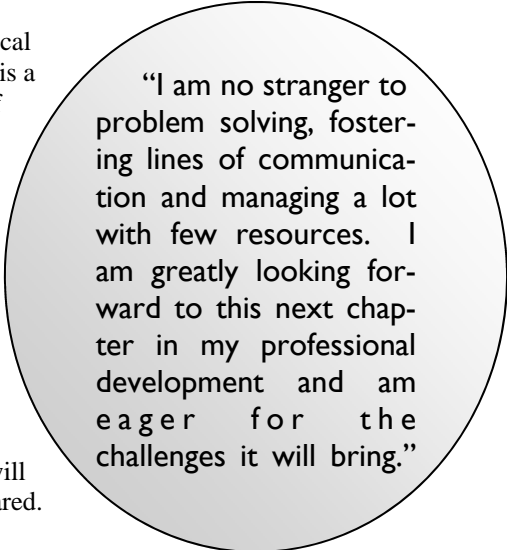 is a
“I am no stranger to
problem solving, foster-
ing lines of communica-
tion and managing a lot
with few resources. I
am greatly looking for-
ward to this next chap-
ter in my professional
development and am
eager for the
challenges it will bring.”